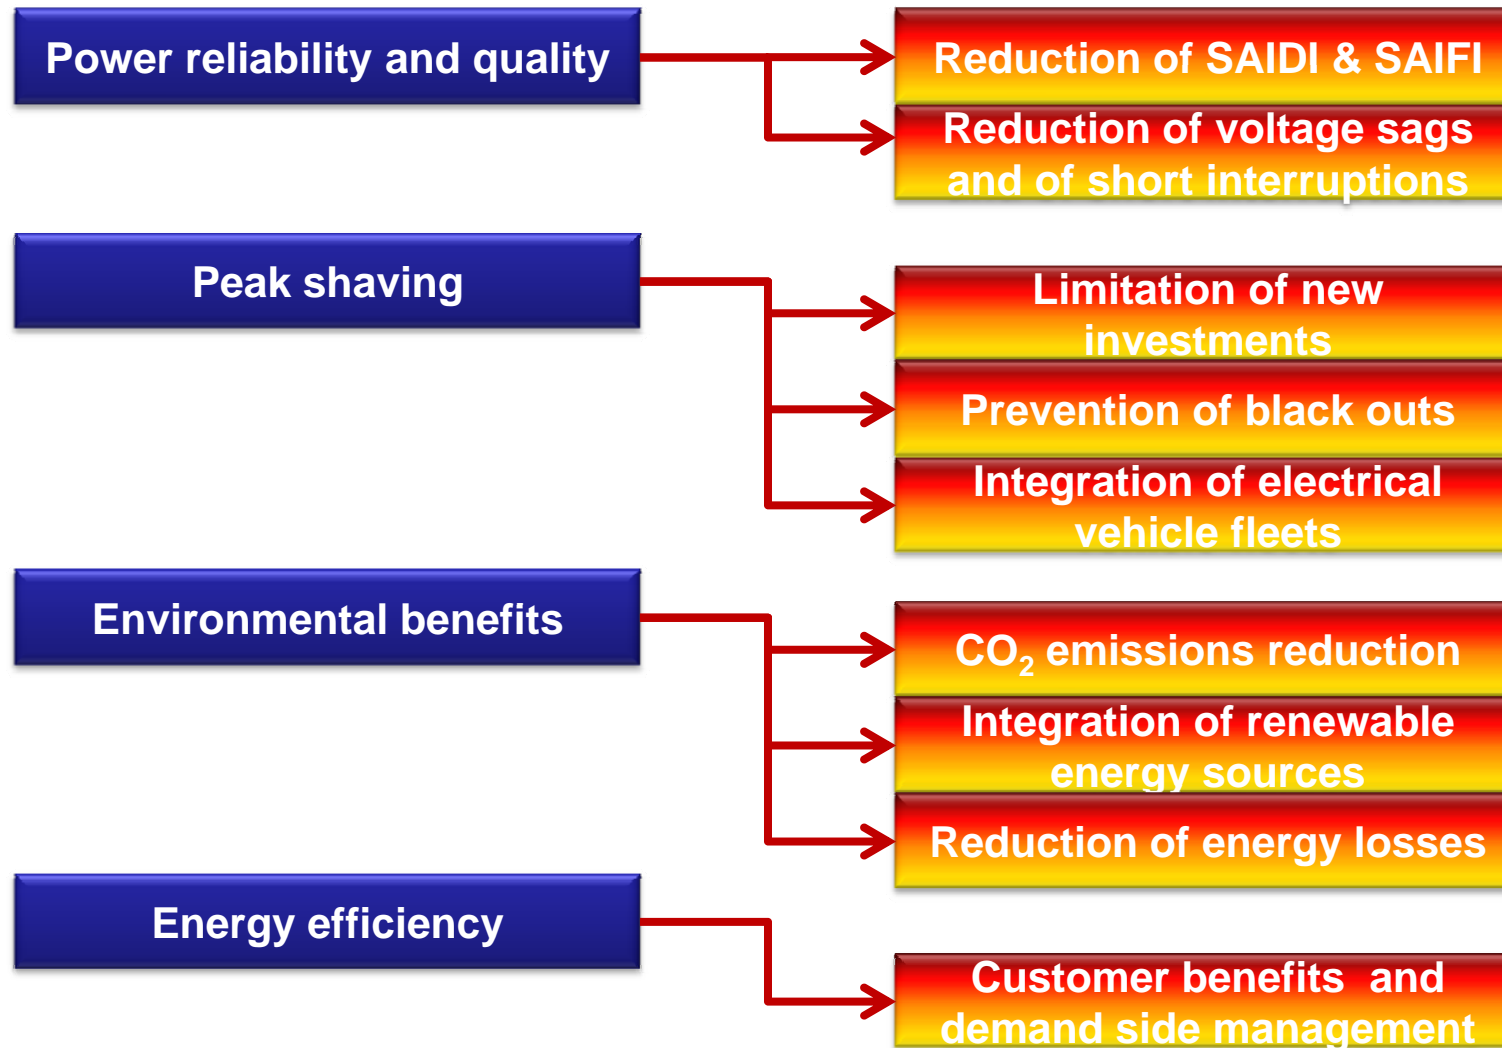 Power reliability and quality
Reduction of SAIDI & SAIFI
Reduction of voltage sags
and of short interruptions
Peak shaving
Limitation of new
investments
Prevention of black outs
Integration of electrical
vehicle fleets
Environmental benefits
CO₂ emissions reduction
Integration of renewable
energy sources
Reduction of energy losses
Energy efficiency
Customer benefits  and
demand side management